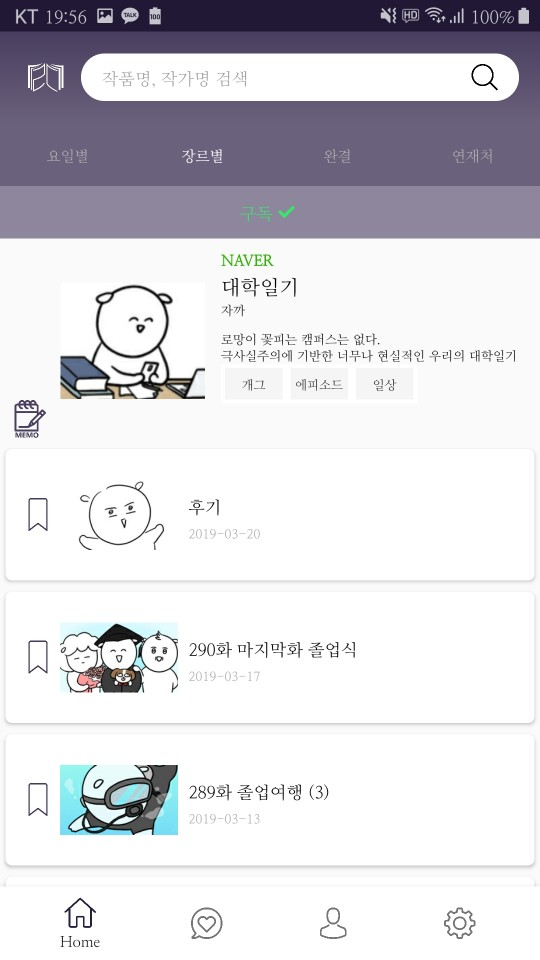 KT 19:56 TALK 100 HD 100%
작품명, 작가명 검색
요일별 장르별 완결 연재처
구독
NAVER
대학일기
자까
로망이 꽃피는 캠퍼스는 없다.
극사실주의에 기반한 너무나 현실적인 우리의 대학일기
개그 에피소드 일상
MEMO
후기
2019-03-20
290화 마지막화 졸업식
2019-03-17
289화 졸업여행 (3)
2019-03-13
Home